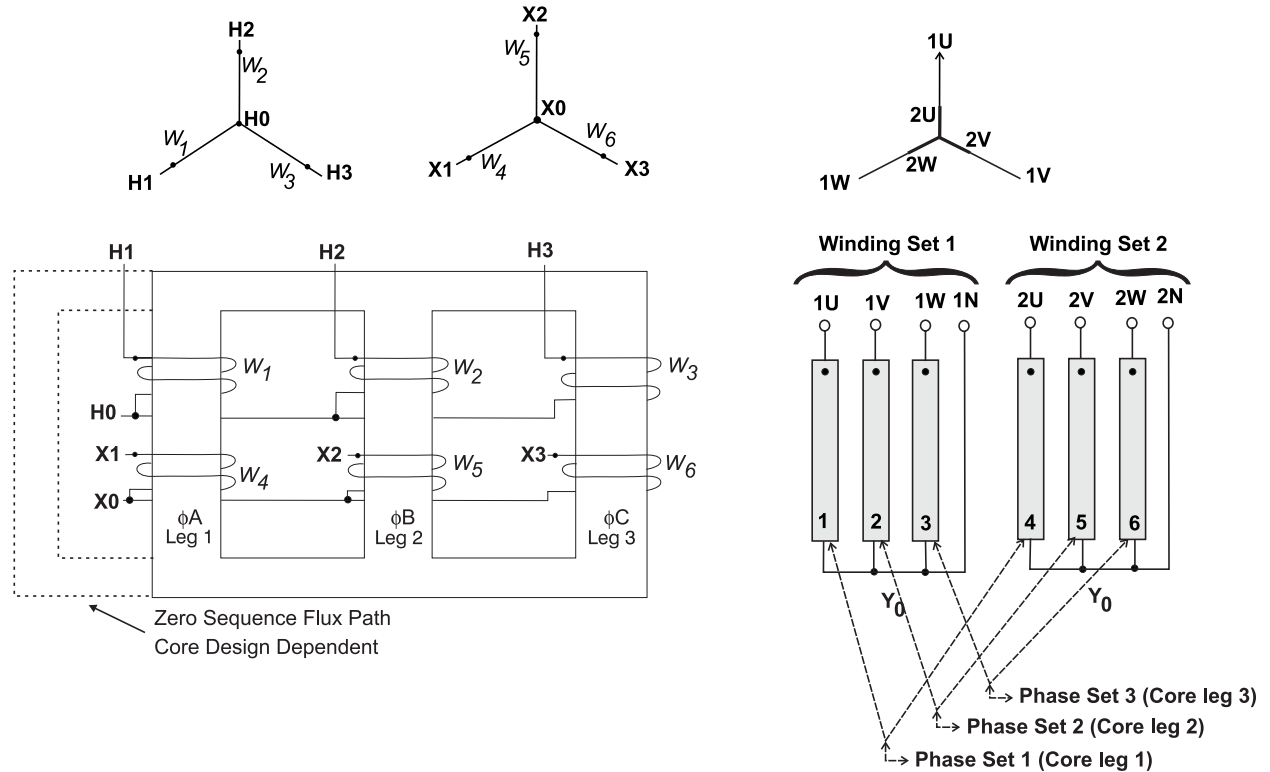 H2
W2
H0
W1
W3
H1
H3
X2
W5
X0
W6
X1
W4
X3
1U
2U
2V
2W
1W
1V
H1
H2
H3
W1
W2
W3
H0
X1
X2
X3
W4
W5
W6
X0
ϕA
Leg 1
ϕB
Leg 2
ϕC
Leg 3
Zero Sequence Flux Path
Core Design Dependent
Winding Set 1
Winding Set 2
1U 1V 1W 1N
2U 2V 2W 2N
1 2 3
4 5 6
Y0
Y0
Phase Set 3 (Core leg 3)
Phase Set 2 (Core leg 2)
Phase Set 1 (Core leg 1)